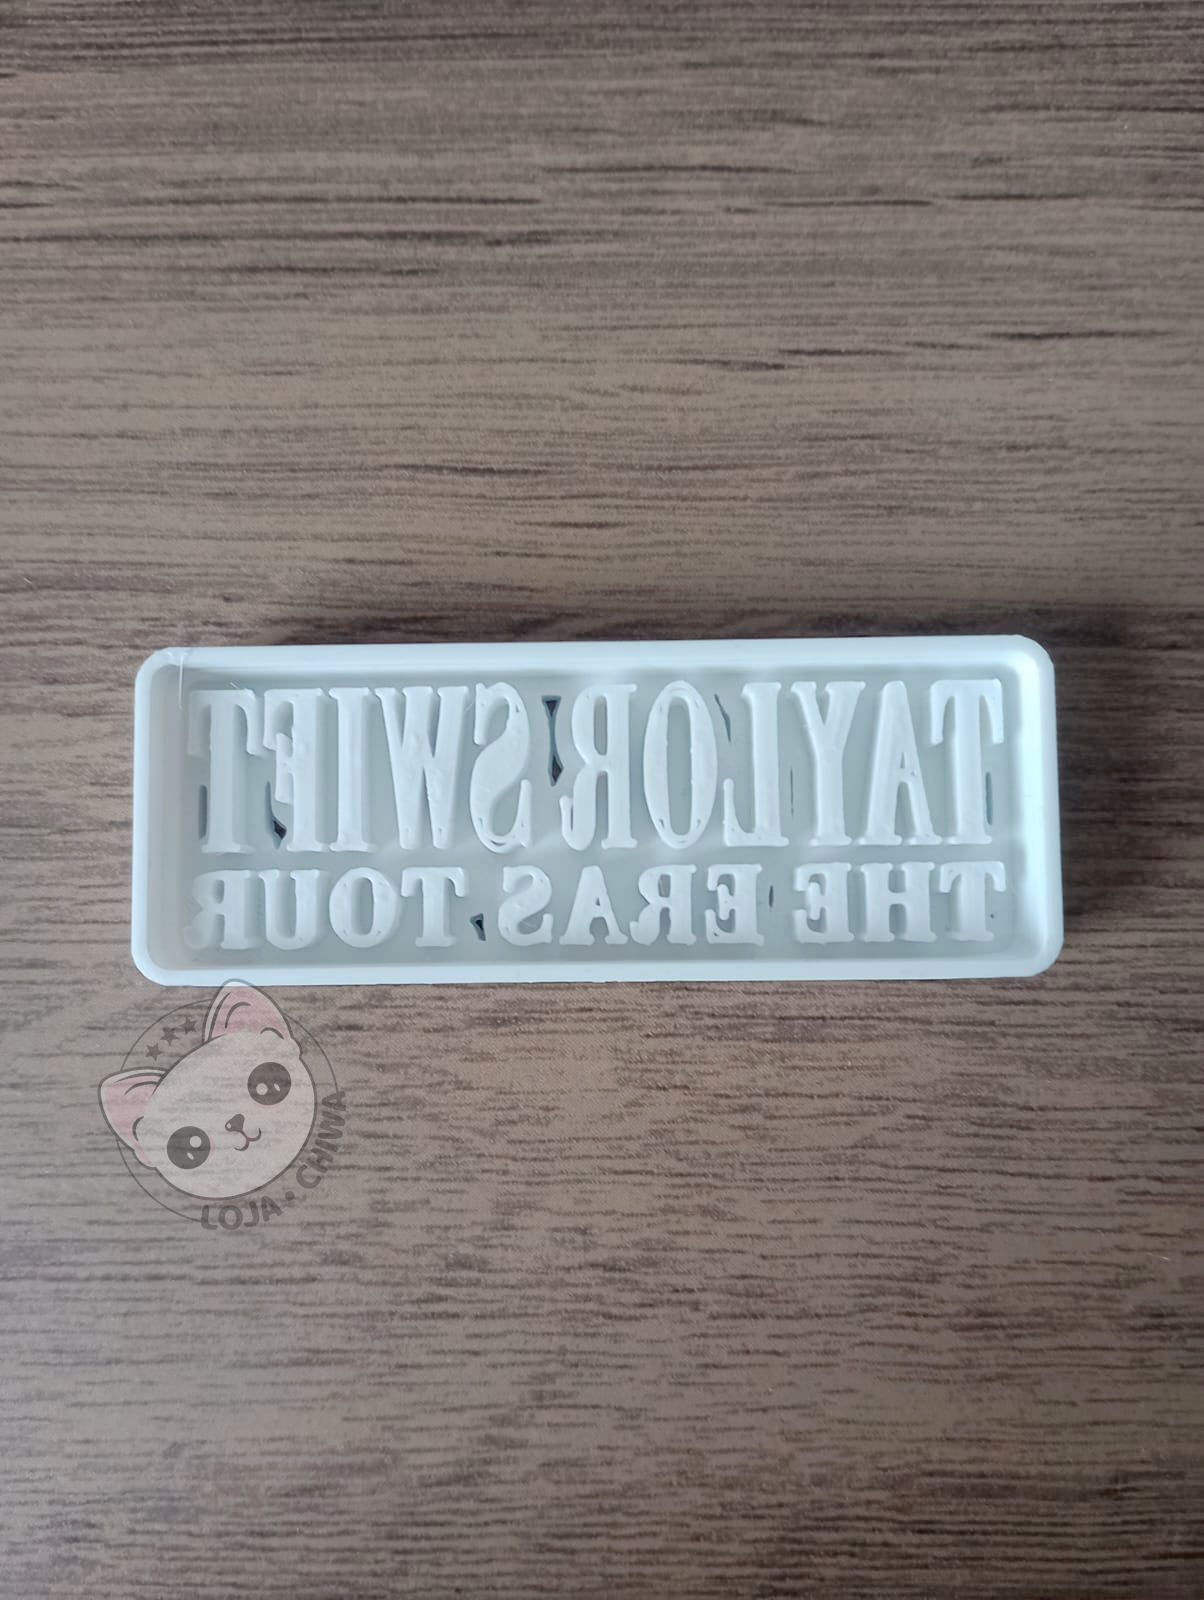 TAYLOR SWIFT
THE ERAS TOUR
LOJA • CHIWA